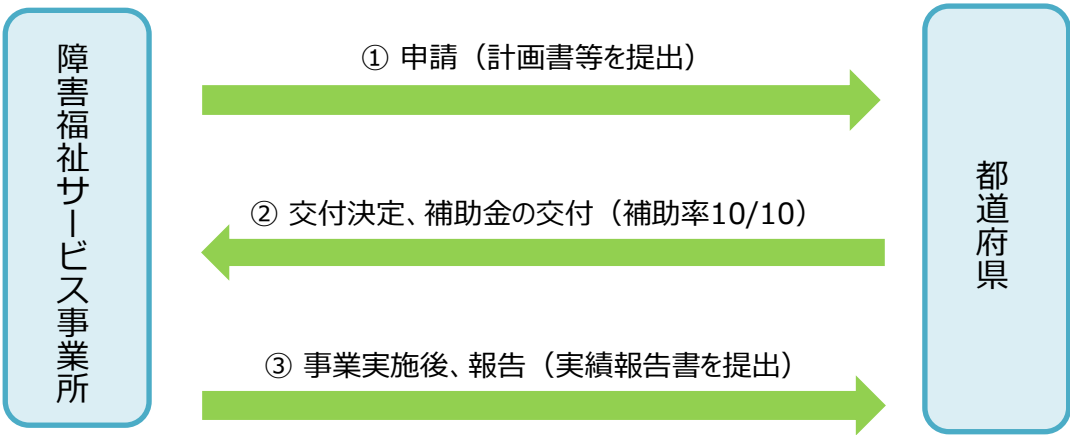 障害福祉サービス事業所
① 申請（計画書等を提出）
② 交付決定、補助金の交付（補助率10/10）
③ 事業実施後、報告（実績報告書を提出）
都道府県